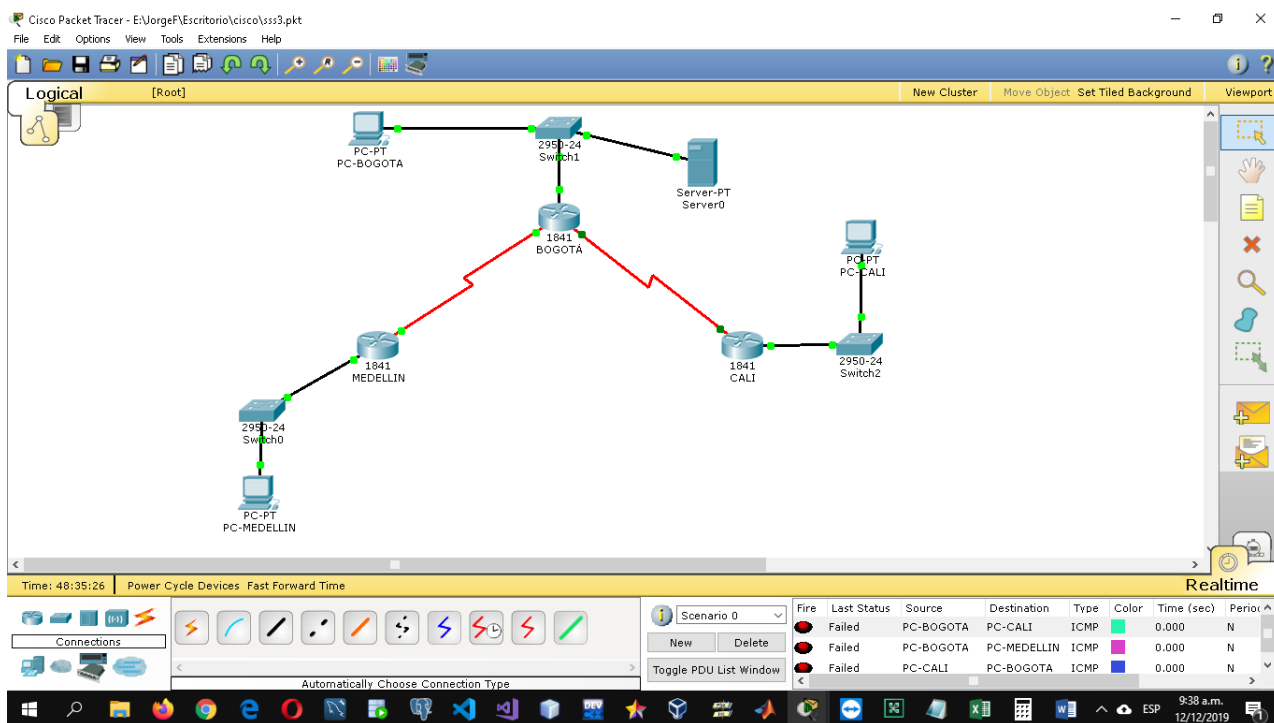 Cisco Packet Tracer - E:\JorgeF\Escritorio\cisco\sss3.pkt
File Edit Options View Tools Extensions Help
Logical [Root] New Cluster Move Object Set Tiled Background Viewport
PC-PT
PC-BOGOTA
2950-24
Switch1
Server-PT
Server0
1841
BOGOTÁ
PC-PT
PC-CALI
1841
MEDELLIN
1841
CALI
2950-24
Switch2
2950-24
Switch0
PC-PT
PC-MEDELLIN
Time: 48:35:26 Power Cycle Devices Fast Forward Time Realtime
Connections
Automatically Choose Connection Type
Scenario 0
New Delete
Toggle PDU List Window
Fire Last Status Source Destination Type Color Time (sec) Perio
Failed PC-BOGOTA PC-CALI ICMP 0.000 N
Failed PC-BOGOTA PC-MEDELLIN ICMP 0.000 N
Failed PC-CALI PC-BOGOTA ICMP 0.000 N
DEV
ESP
9:38 a.m.
12/12/2019